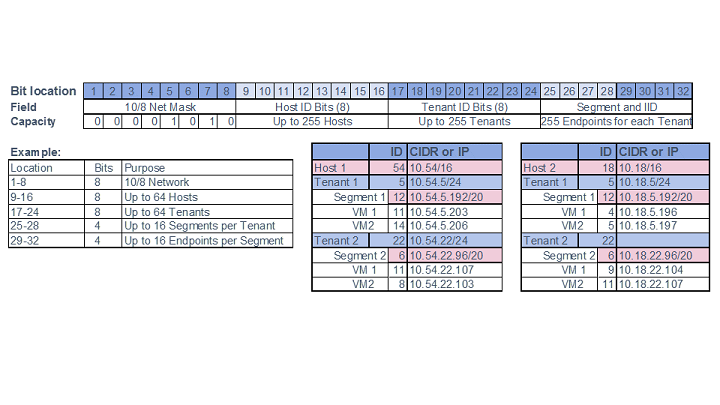 Bit location 1 2 3 4 5 6 7 8 9 10 11 12 13 14 15 16 17 18 19 20 21 22 23 24 25 26 27 28 29 30 31 32
Field 10/8 Net Mask Host ID Bits (8) Tenant ID Bits (8) Segment and IID
Capacity 0 0 0 0 1 0 1 0 Up to 255 Hosts Up to 255 Tenants 255 Endpoints for each Tenant
Example:
Location Bits Purpose
1-8 8 10/8 Network
9-16 8 Up to 64 Hosts
17-24 8 Up to 64 Tenants
25-28 4 Up to 16 Segments per Tenant
29-32 4 Up to 16 Endpoints per Segment
ID CIDR or IP
Host 1 54 10.54/16
Tenant 1 5 10.54.5/24
Segment 1 12 10.54.5.192/20
VM 1 11 10.54.5.203
VM2 14 10.54.5.206
Tenant 2 22 10.54.22/24
Segment 2 6 10.54.22.96/20
VM 1 11 10.54.22.107
VM2 8 10.54.22.103
ID CIDR or IP
Host 2 18 10.18/16
Tenant 1 5 10.18.5/24
Segment 1 12 10.18.5.192/20
VM 1 4 10.18.5.196
VM2 5 10.18.5.197
Tenant 2 22
Segment 2 6 10.18.22.96/20
VM 1 9 10.18.22.104
VM2 11 10.18.22.107